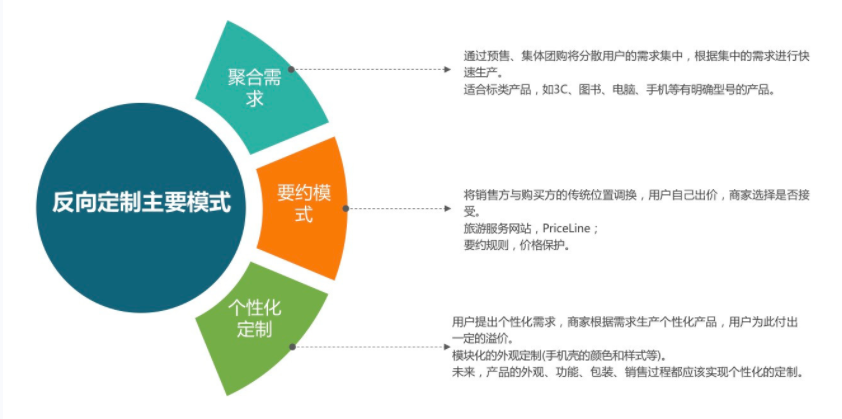 反向定制主要模式
聚合需
求
通过预售、集体团购将分散用户的需求集中，根据集中的需求进行快
速生产。
适合标类产品，如3C、图书、电脑、手机等有明确型号的产品。
要约模
式
将销售方与购买方的传统位置调换，用户自己出价，商家选择是否接
受。
旅游服务网站，PriceLine；
要约规则，价格保护。
个性化
定制
用户提出个性化需求，商家根据需求生产个性化产品，用户为此付出
一定的溢价。
模块化的外观定制(手机壳的颜色和样式等)。
未来，产品的外观、功能、包装、销售过程都应该实现个性化的定制。